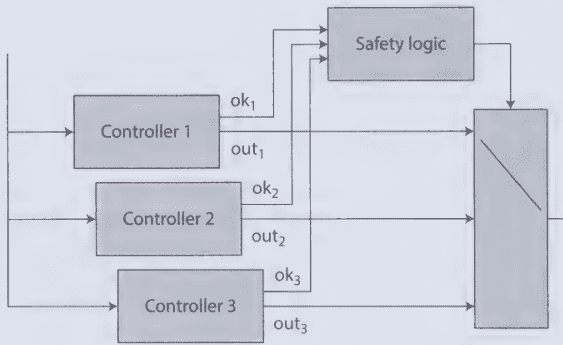 Safety logic
ok₁
Controller 1
out₁
ok₂
Controller 2
out₂
ok₃
Controller 3
out₃